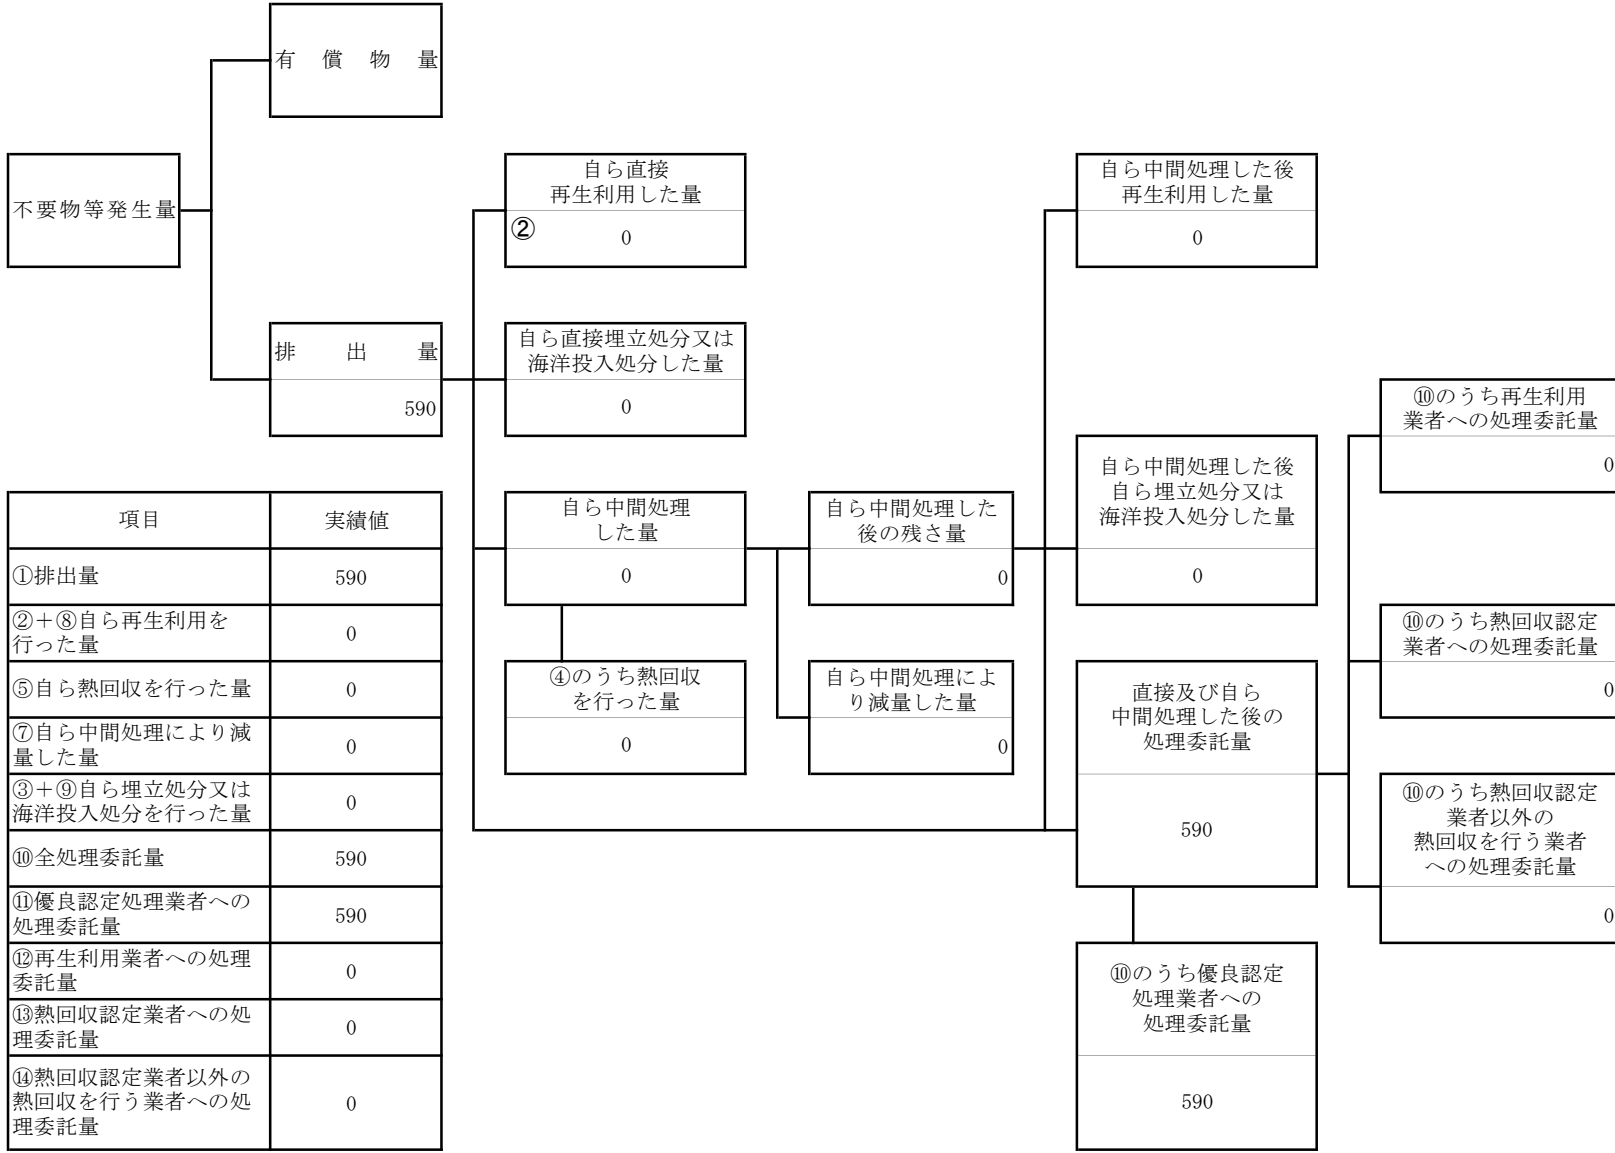 有償物量
不要物等発生量
自ら直接
再生利用した量
②
0
自ら中間処理した後
再生利用した量
0
排出量
590
自ら直接埋立処分又は
海洋投入処分した量
0
⑩のうち再生利用
業者への処理委託量
0
自ら中間処理
した量
0
自ら中間処理した
後の残さ量
0
自ら中間処理した後
自ら埋立処分又は
海洋投入処分した量
0
⑩のうち熱回収認定
業者への処理委託量
0
④のうち熱回収
を行った量
0
自ら中間処理によ
り減量した量
0
直接及び自ら
中間処理した後の
処理委託量
590
⑩のうち熱回収認定
業者以外の
熱回収を行う業者
への処理委託量
0
⑩のうち優良認定
処理業者への
処理委託量
590
項目 実績値
①排出量 590
②+⑧自ら再生利用を
行った量 0
⑤自ら熱回収を行った量 0
⑦自ら中間処理により減
量した量 0
③+⑨自ら埋立処分又は
海洋投入処分を行った量 0
⑩全処理委託量 590
⑪優良認定処理業者への
処理委託量 590
⑫再生利用業者への処理
委託量 0
⑬熱回収認定業者への処
理委託量 0
⑭熱回収認定業者以外の
熱回収を行う業者への処
理委託量 0